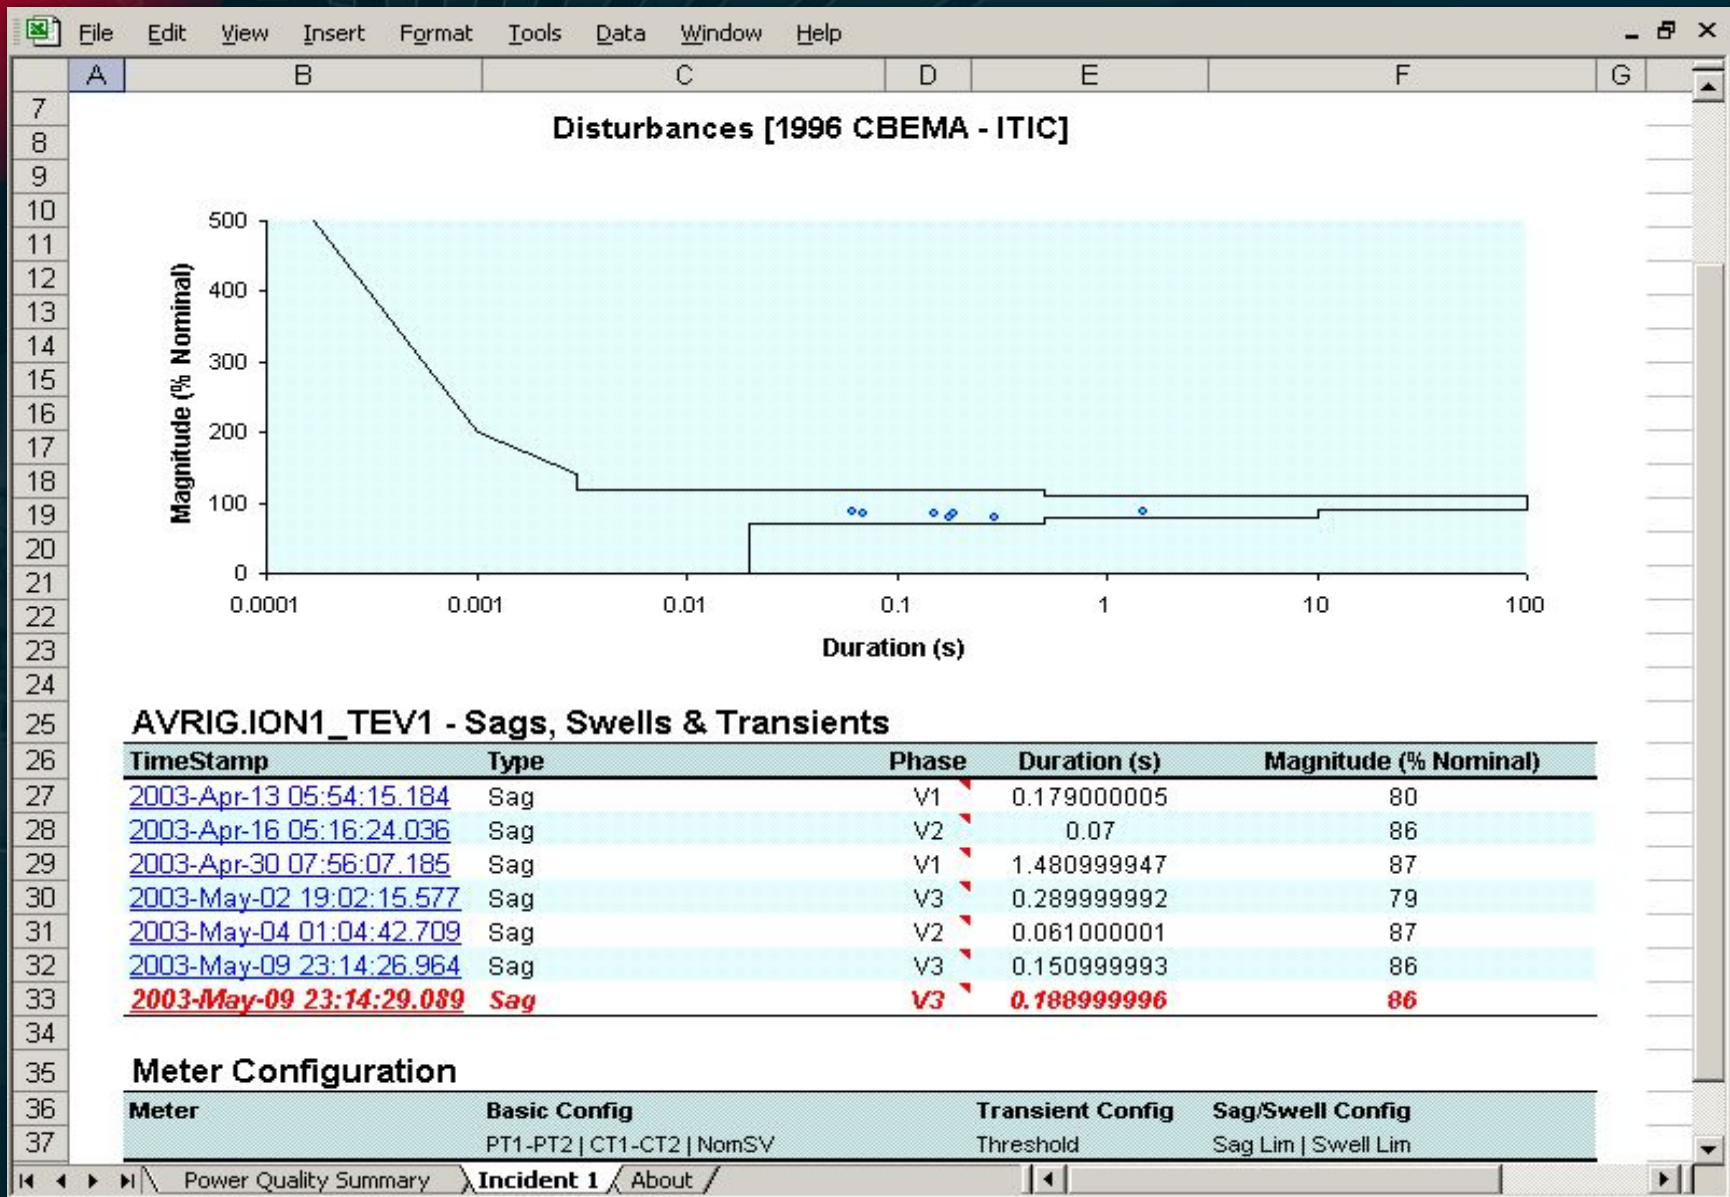 File Edit View Insert Format Tools Data Window Help
A B C D E F G
7
8 Disturbances [1996 CBEMA - ITIC]
9
10
11
12
13
14
15
16
17
18
19
20
21
22
23
24
500
400
300
200
100
0
Magnitude (% Nominal)
0.0001 0.001 0.01 0.1 1 10 100
Duration (s)
25 AVRIG.ION1_TEV1 - Sags, Swells & Transients
26 TimeStamp Type Phase Duration (s) Magnitude (% Nominal)
27 2003-Apr-13 05:54:15.184 Sag V1 0.179000005 80
28 2003-Apr-16 05:16:24.036 Sag V2 0.07 86
29 2003-Apr-30 07:56:07.185 Sag V1 1.480999947 87
30 2003-May-02 19:02:15.577 Sag V3 0.289999992 79
31 2003-May-04 01:04:42.709 Sag V2 0.061000001 87
32 2003-May-09 23:14:26.964 Sag V3 0.150999993 86
33 2003-May-09 23:14:29.089 Sag V3 0.188999996 86
34
35 Meter Configuration
36 Meter Basic Config Transient Config Sag/Swell Config
37 PT1-PT2 | CT1-CT2 | NomSV Threshold Sag Lim | Swell Lim
Power Quality Summary Incident 1 About